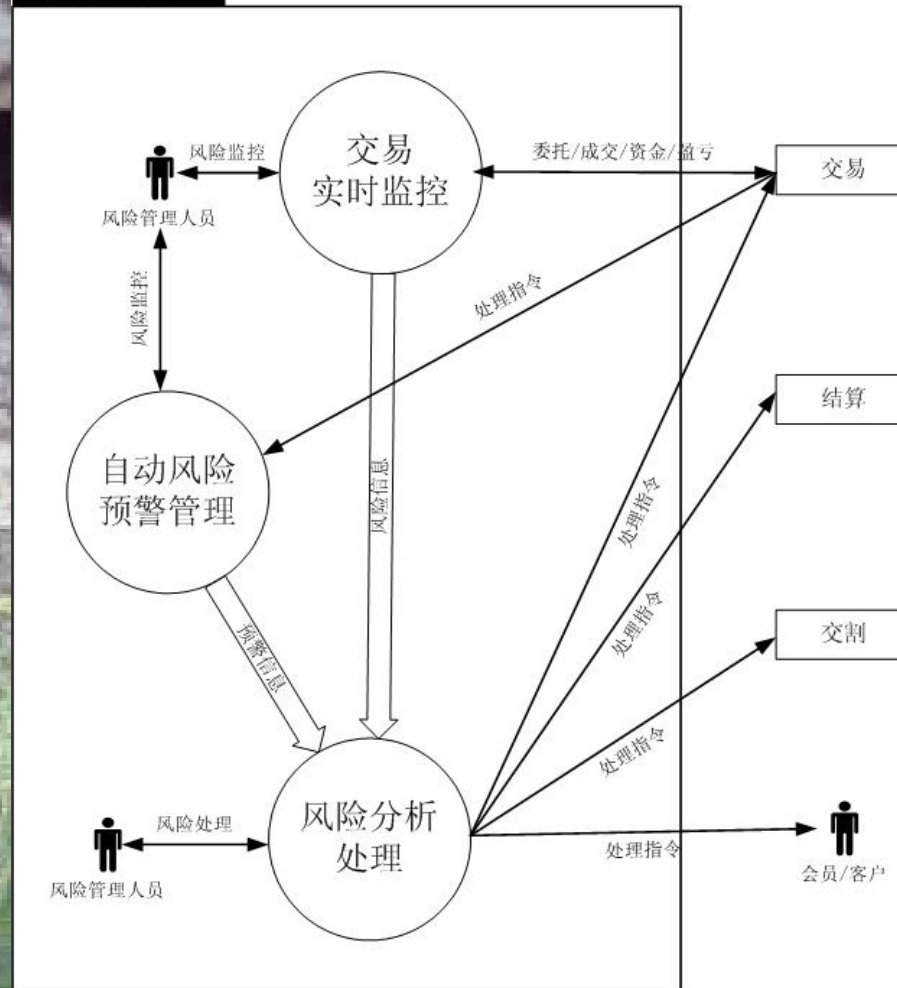 交易
实时监控
风险监控
风险管理人员
委托/成交/资金/盈亏
交易
风险监控
处理指令
自动风险
预警管理
风险信息
结算
处理指令
处理指令
预警信息
交割
处理指令
风险分析
处理
风险处理
风险管理人员
处理指令
会员/客户